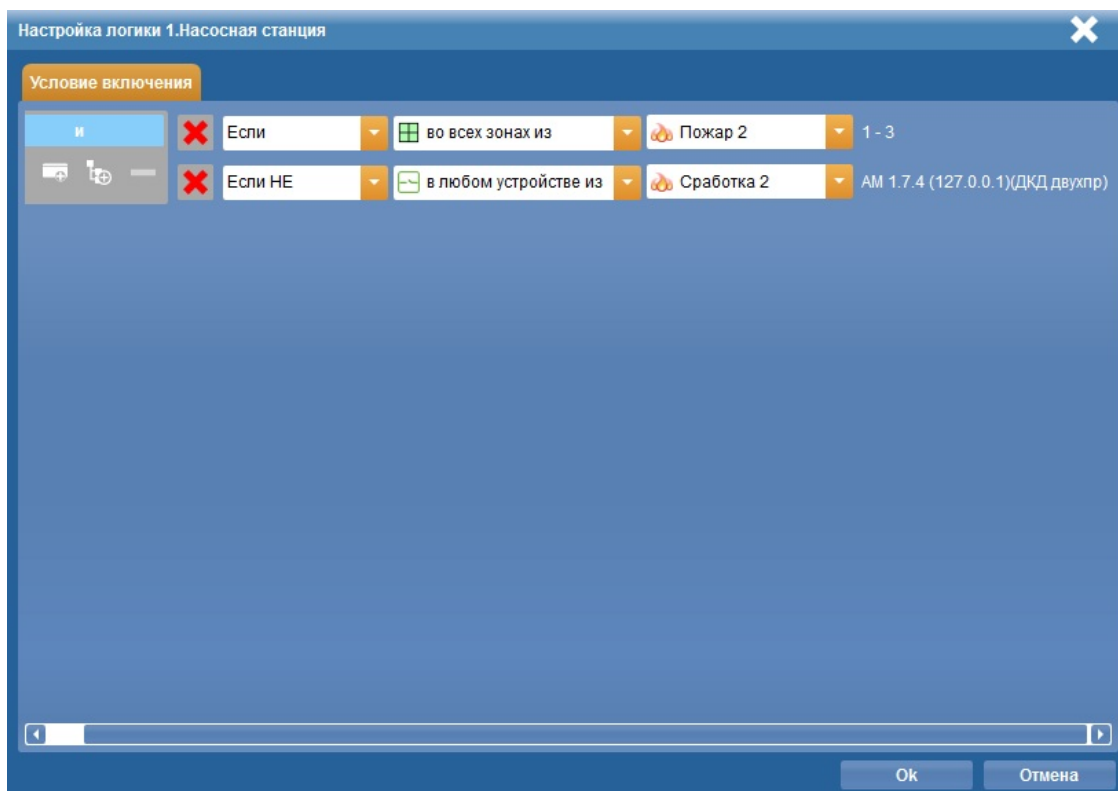 Настройка логики 1.Насосная станция
Условие включения
и Если во всех зонах из Пожар 2 1 - 3
Если НЕ в любом устройстве из Сработка 2 АМ 1.7.4 (127.0.0.1)(ДКД двухпр)
Ok Отмена